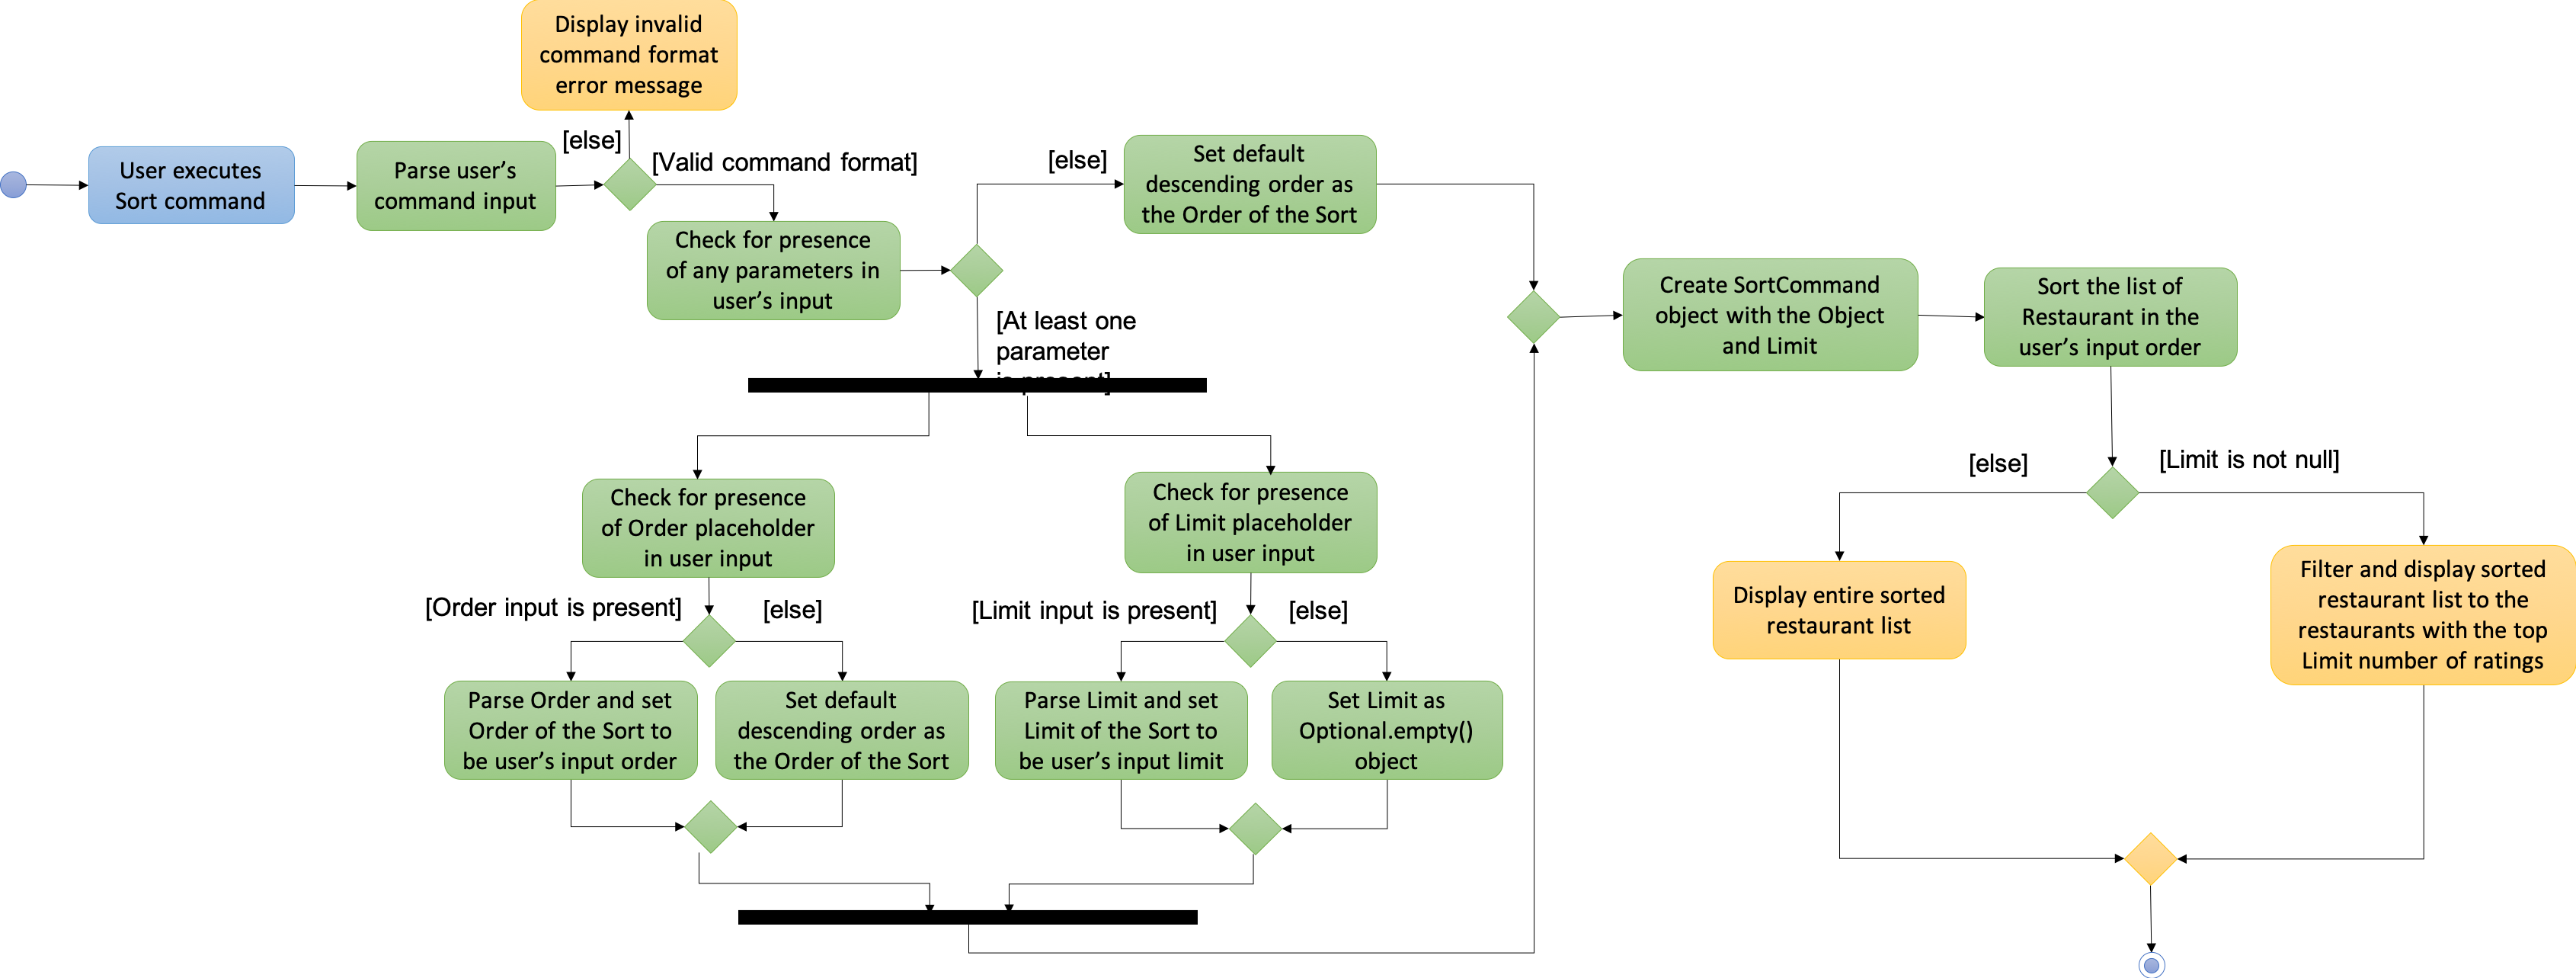 Display invalid
command format
error message
[else]
[Valid command format]
User executes
Sort command
Parse user's
command input
Check for presence
of any parameters in
user's input
[else]
Set default
descending order as
the Order of the Sort
[At least one
parameter
is present]
Check for presence
of Order placeholder
in user input
Check for presence
of Limit placeholder
in user input
[Order input is present]
[else]
[Limit input is present]
[else]
Parse Order and set
Order of the Sort to
be user's input order
Set default
descending order as
the Order of the Sort
Parse Limit and set
Limit of the Sort to
be user's input limit
Set Limit as
Optional.empty()
object
Create SortCommand
object with the Object
and Limit
Sort the list of
Restaurant in the
user's input order
[else]
[Limit is not null]
Display entire sorted
restaurant list
Filter and display sorted
restaurant list to the
restaurants with the top
Limit number of ratings